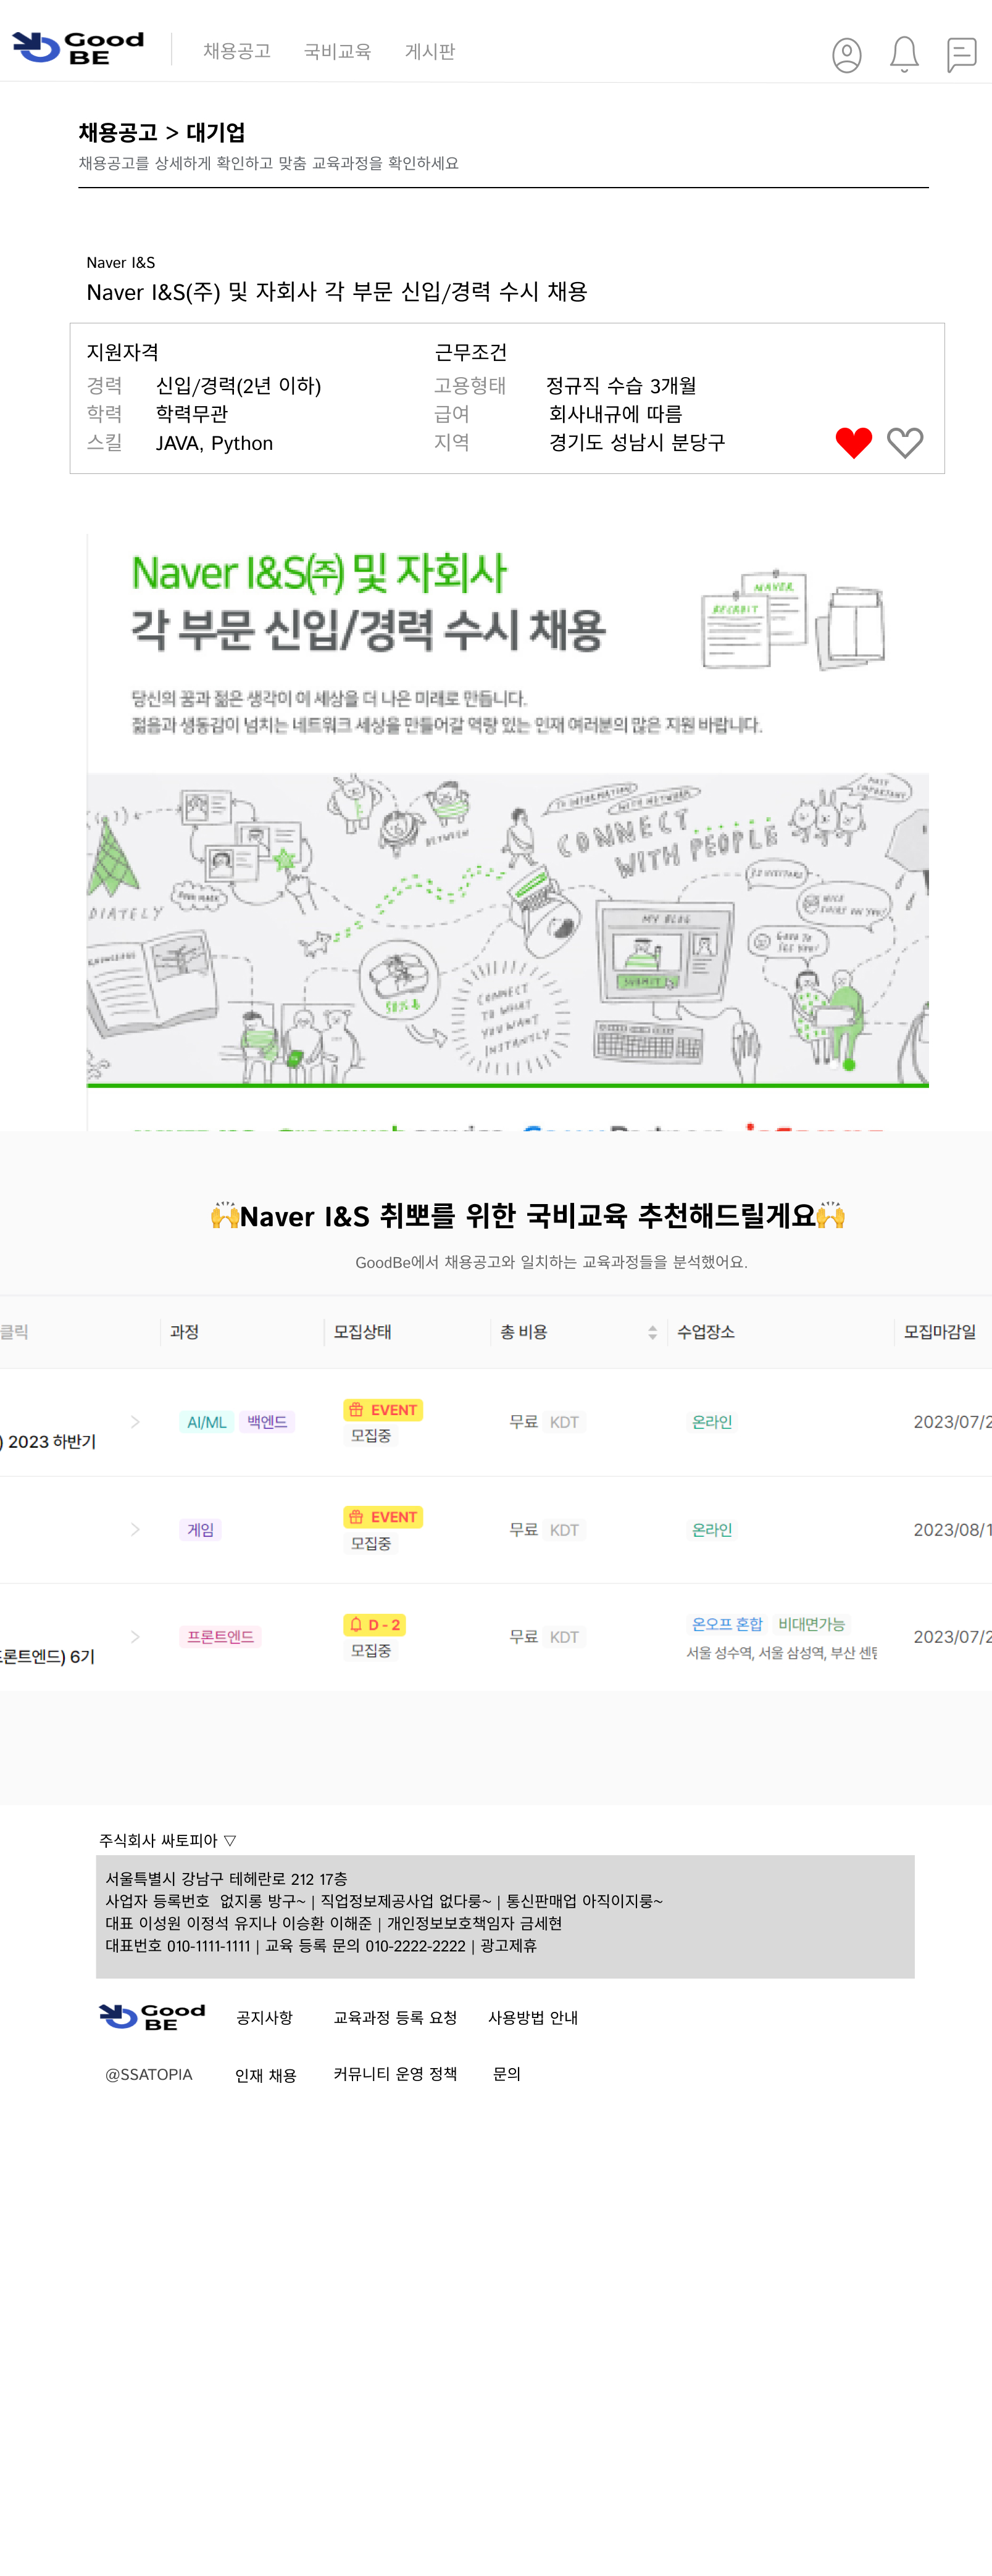 Good BE
채용공고 국비교육 게시판
채용공고 > 대기업
채용공고를 상세하게 확인하고 맞춤 교육과정을 확인하세요
Naver I&S
Naver I&S(주) 및 자회사 각 부문 신입/경력 수시 채용
지원자격 근무조건
경력 신입/경력(2년 이하) 고용형태 정규직 수습 3개월
학력 학력무관 급여 회사내규에 따름
스킬 JAVA, Python 지역 경기도 성남시 분당구
Naver I&S㈜ 및 자회사
각 부문 신입/경력 수시 채용
NAVER
RECRUIT
당신의 꿈과 젊은 생각이 이 세상을 더 나은 미래로 만듭니다.
젊음과 생동감이 넘치는 네트워크 세상을 만들어갈 역량 있는 인재 여러분의 많은 지원 바랍니다.
MOST IMPORTANT
TO INFORMATION
WITH NETWORK
BETWEEN
CONNECT
WITH PEOPLE
DIATELY
MY BLOG
SUBMIT
GOOD TO SEE YOU!
KNOWLEDGE
50%
CONNECT
TO WHAT
YOU WANT
INSTANTLY
🙌Naver I&S 취뽀를 위한 국비교육 추천해드릴게요🙌
GoodBe에서 채용공고와 일치하는 교육과정들을 분석했어요.
클릭 과정 모집상태 총 비용 수업장소 모집마감일
) 2023 하반기 AI/ML 백엔드 EVENT 모집중 무료 KDT 온라인 2023/07/2
게임 EVENT 모집중 무료 KDT 온라인 2023/08/1
프론트엔드) 6기 프론트엔드 D - 2 모집중 무료 KDT 온오프 혼합 비대면가능 2023/07/2
서울 성수역, 서울 삼성역, 부산 센텀
주식회사 싸토피아 ▽
서울특별시 강남구 테헤란로 212 17층
사업자 등록번호 없지롱 방구~ | 직업정보제공사업 없다룽~ | 통신판매업 아직이지룽~
대표 이성원 이정석 유지나 이승환 이해준 | 개인정보보호책임자 금세현
대표번호 010-1111-1111 | 교육 등록 문의 010-2222-2222 | 광고제휴
Good BE 공지사항 교육과정 등록 요청 사용방법 안내
@SSATOPIA 인재 채용 커뮤니티 운영 정책 문의